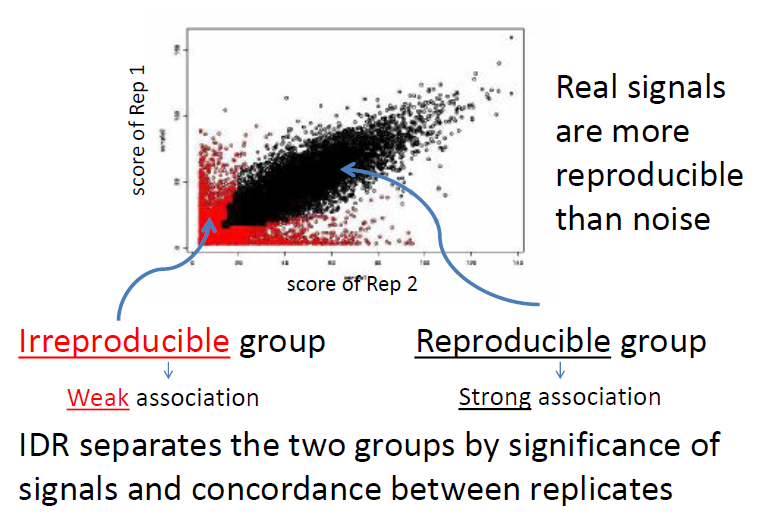 score of Rep 1
Real signals
are more
reproducible
than noise
score of Rep 2
Irreproducible group
Reproducible group
Weak association
Strong association
IDR separates the two groups by significance of
signals and concordance between replicates